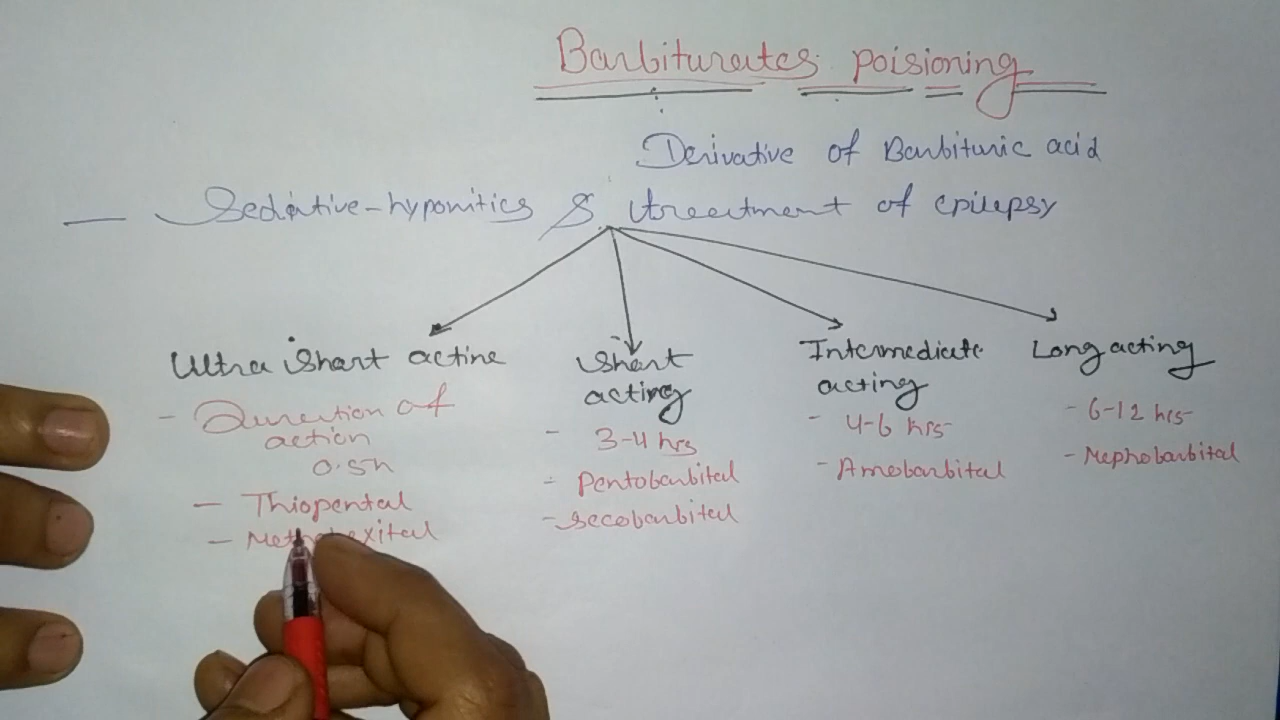 Barbiturates poisioning
Derivative of Barbituric acid
— Sedative-hyponitics & treatment of epilepsy
Ultra short actine
- Duration of
action
0.5h
- Thiopental
- Methohexital
Short
acting
- 3-4 hrs
- Pentobarbital
- Secobarbital
Intermediate
acting
- 4-6 hrs
- Amobarbital
Long acting
- 6-12 hrs
- Mephobarbital